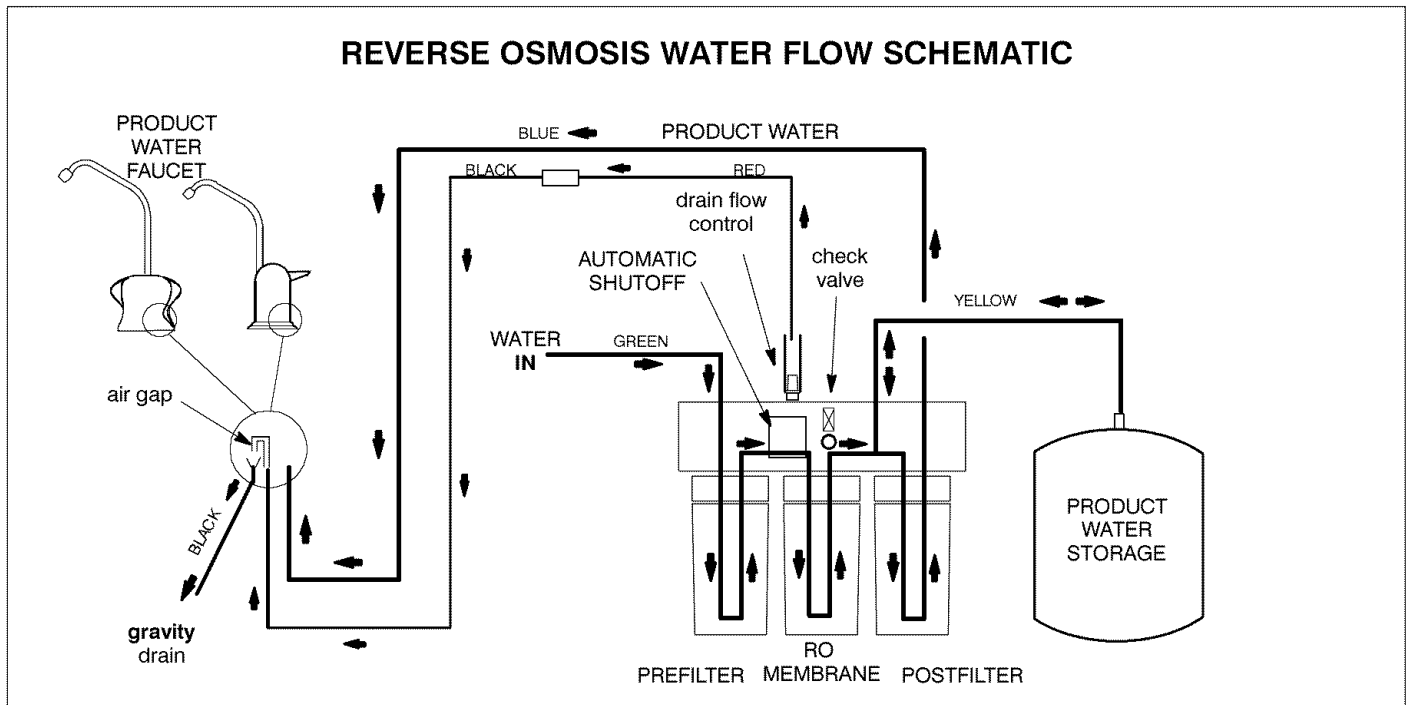 REVERSE OSMOSIS WATER FLOW SCHEMATIC
PRODUCT
WATER
FAUCET
BLUE
PRODUCT WATER
BLACK
RED
drain flow
control
AUTOMATIC
SHUTOFF
check
valve
YELLOW
WATER
IN
GREEN
air gap
BLACK
gravity
drain
PRODUCT
WATER
STORAGE
PREFILTER
RO
MEMBRANE
POSTFILTER